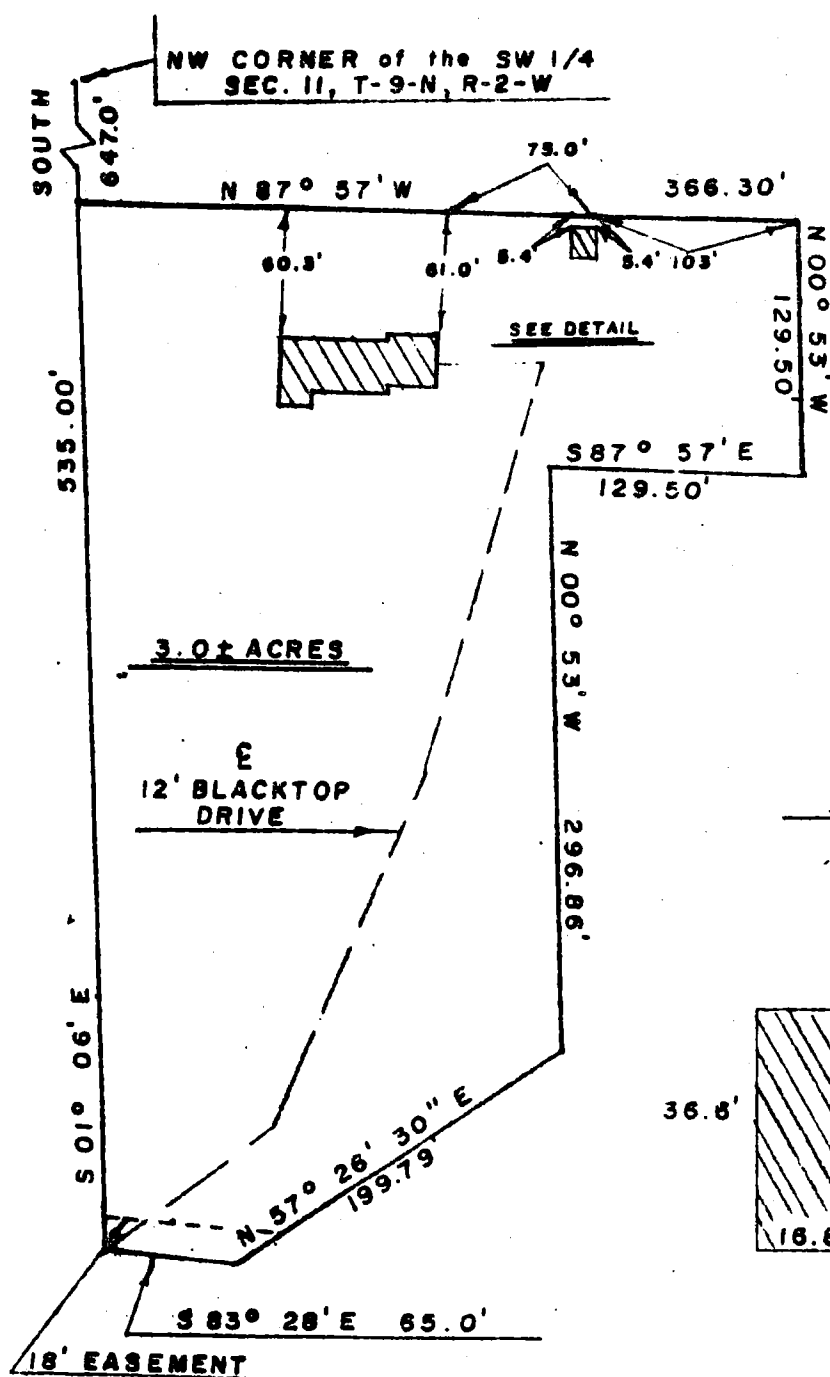 NW CORNER of the SW 1/4
SEC. 11, T-9-N, R-2-W
SOUTH
647.0'
75.0'
N 87° 57' W
366.30'
60.3'
61.0'
5.4'
5.4'
103'
N 00° 53' W
129.50'
SEE DETAIL
535.00'
S 87° 57' E
129.50'
N 00° 53' W
296.86'
3.0± ACRES
℄
12' BLACKTOP
DRIVE
S 01° 06' E
36.6'
16.8
N 57° 26' 30" E
199.79'
S 83° 28' E 65.0'
18' EASEMENT